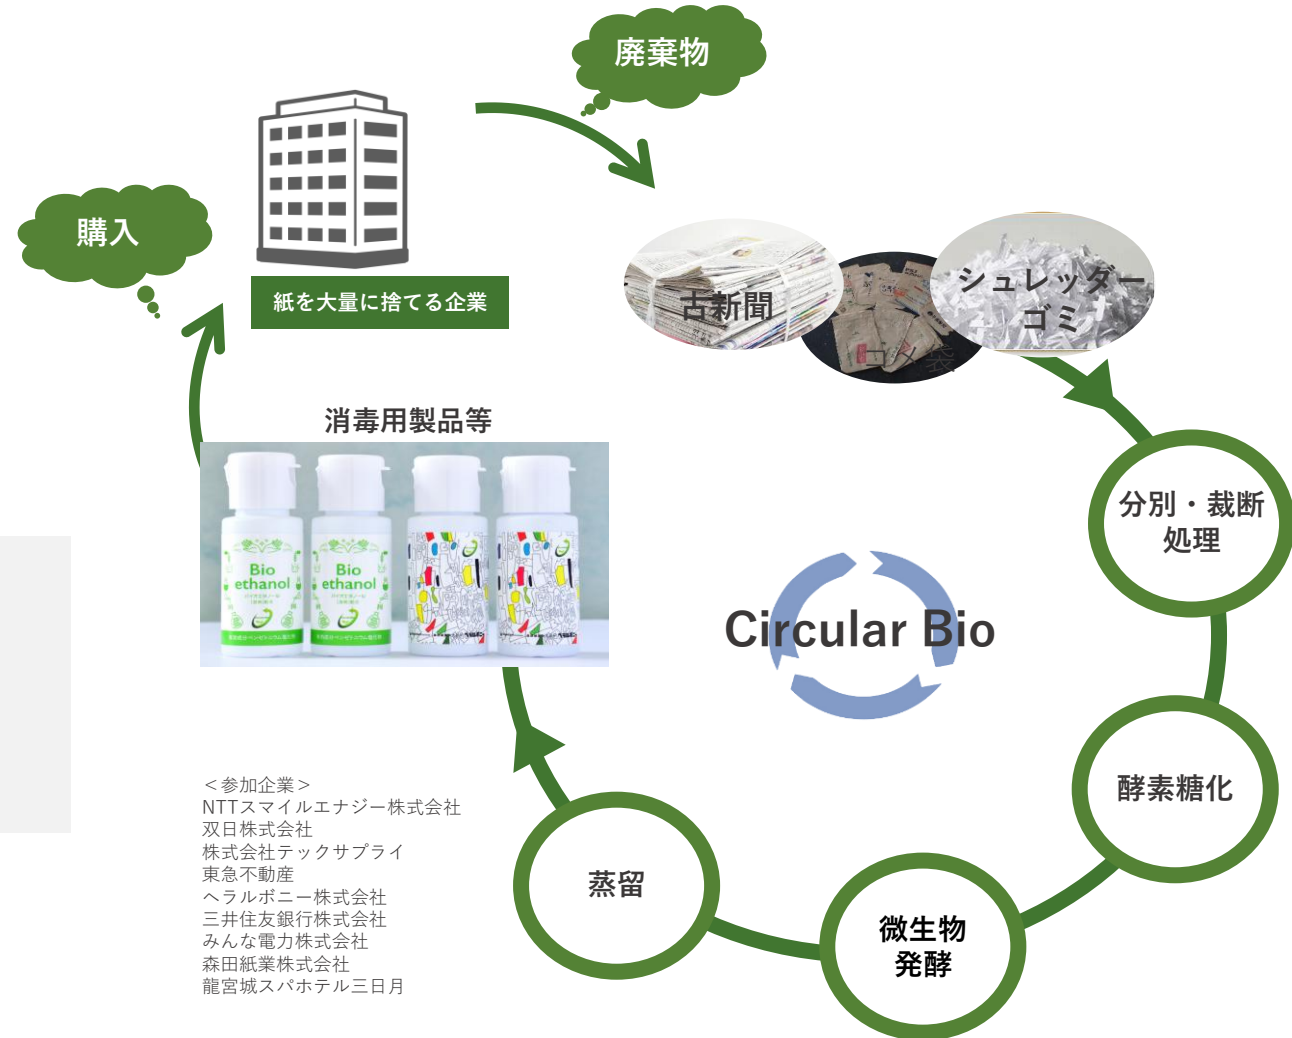 廃棄物
購入
紙を大量に捨てる企業
古新聞
コメ袋
シュレッダー
ゴミ
消毒用製品等
Bio
ethanol
Bio
ethanol
分別・裁断
処理
Circular Bio
酵素糖化
微生物
発酵
蒸留
＜参加企業＞
NTTスマイルエナジー株式会社
双日株式会社
株式会社テックサプライ
東急不動産
ヘラルボニー株式会社
三井住友銀行株式会社
みんな電力株式会社
森田紙業株式会社
龍宮城スパホテル三日月